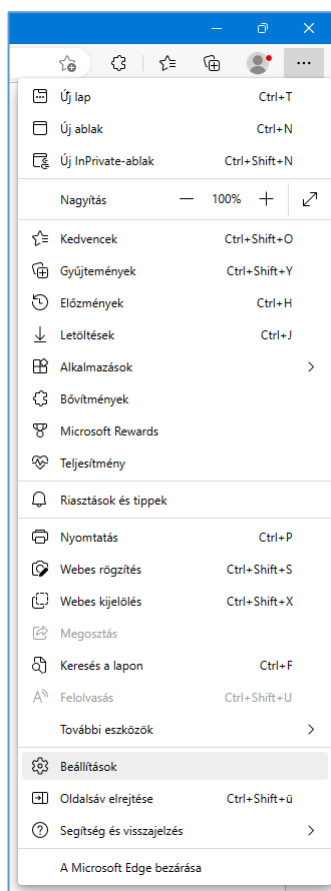 Új lap Ctrl+T
Új ablak Ctrl+N
Új InPrivate-ablak Ctrl+Shift+N
Nagyítás — 100% +
Kedvencek Ctrl+Shift+O
Gyűjtemények Ctrl+Shift+Y
Előzmények Ctrl+H
Letöltések Ctrl+J
Alkalmazások
Bővítmények
Microsoft Rewards
Teljesítmény
Riasztások és tippek
Nyomtatás Ctrl+P
Webes rögzítés Ctrl+Shift+S
Webes kijelölés Ctrl+Shift+X
Megosztás
Keresés a lapon Ctrl+F
Felolvasás Ctrl+Shift+U
További eszközök
Beállítások
Oldalsáv elrejtése Ctrl+Shift+ü
Segítség és visszajelzés
A Microsoft Edge bezárása